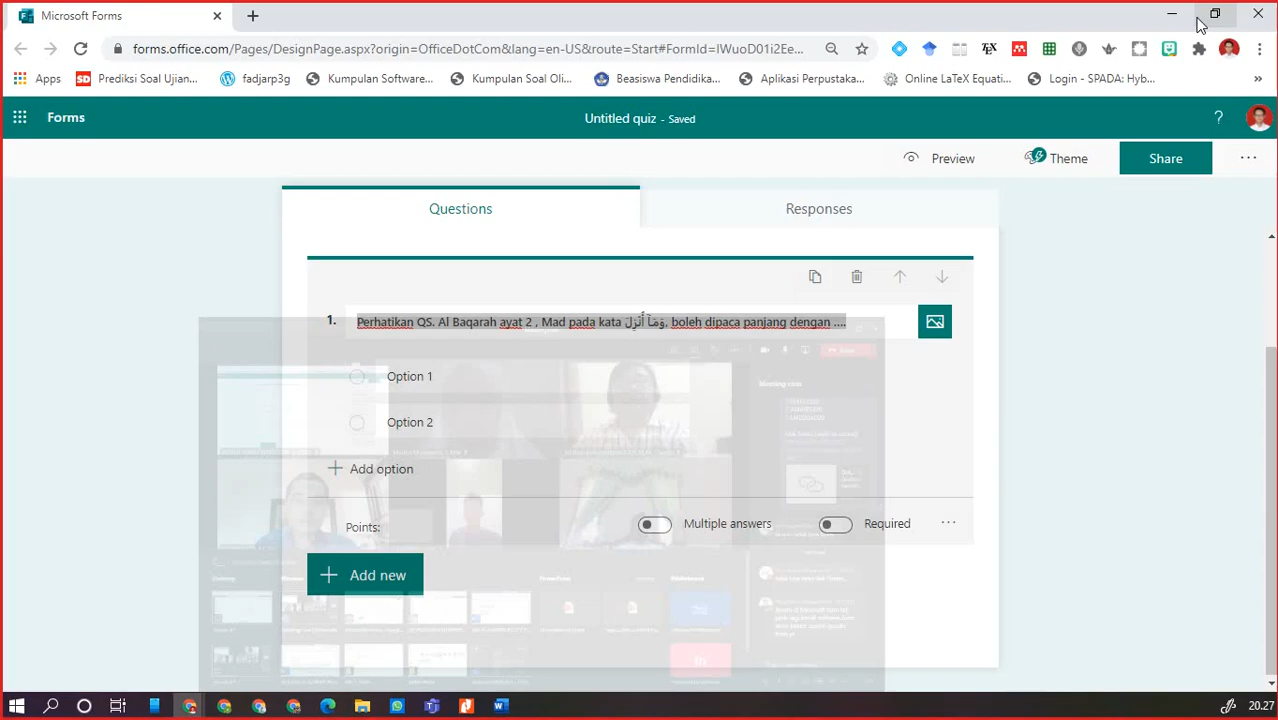 Microsoft Forms
forms.office.com/Pages/DesignPage.aspx?origin=OfficeDotCom&lang=en-US&route=Start#FormId=IWuoD01i2Ee...
Apps
Prediksi Soal Ujian...
fadjarp3g
Kumpulan Software...
Kumpulan Soal Oli...
Beasiswa Pendidika...
Aplikasi Perpustaka...
Online LaTeX Equati...
Login - SPADA: Hyb...
»
Forms
Untitled quiz - Saved
?
Preview
Theme
Share
Questions
Responses
1. Perhatikan QS. Al Baqarah ayat 2 , Mad pada kata وَمَآ أُنْزِلَ, boleh dipaca panjang dengan ....
Option 1
Option 2
Add option
Points:
Multiple answers
Required
Add new
20.27